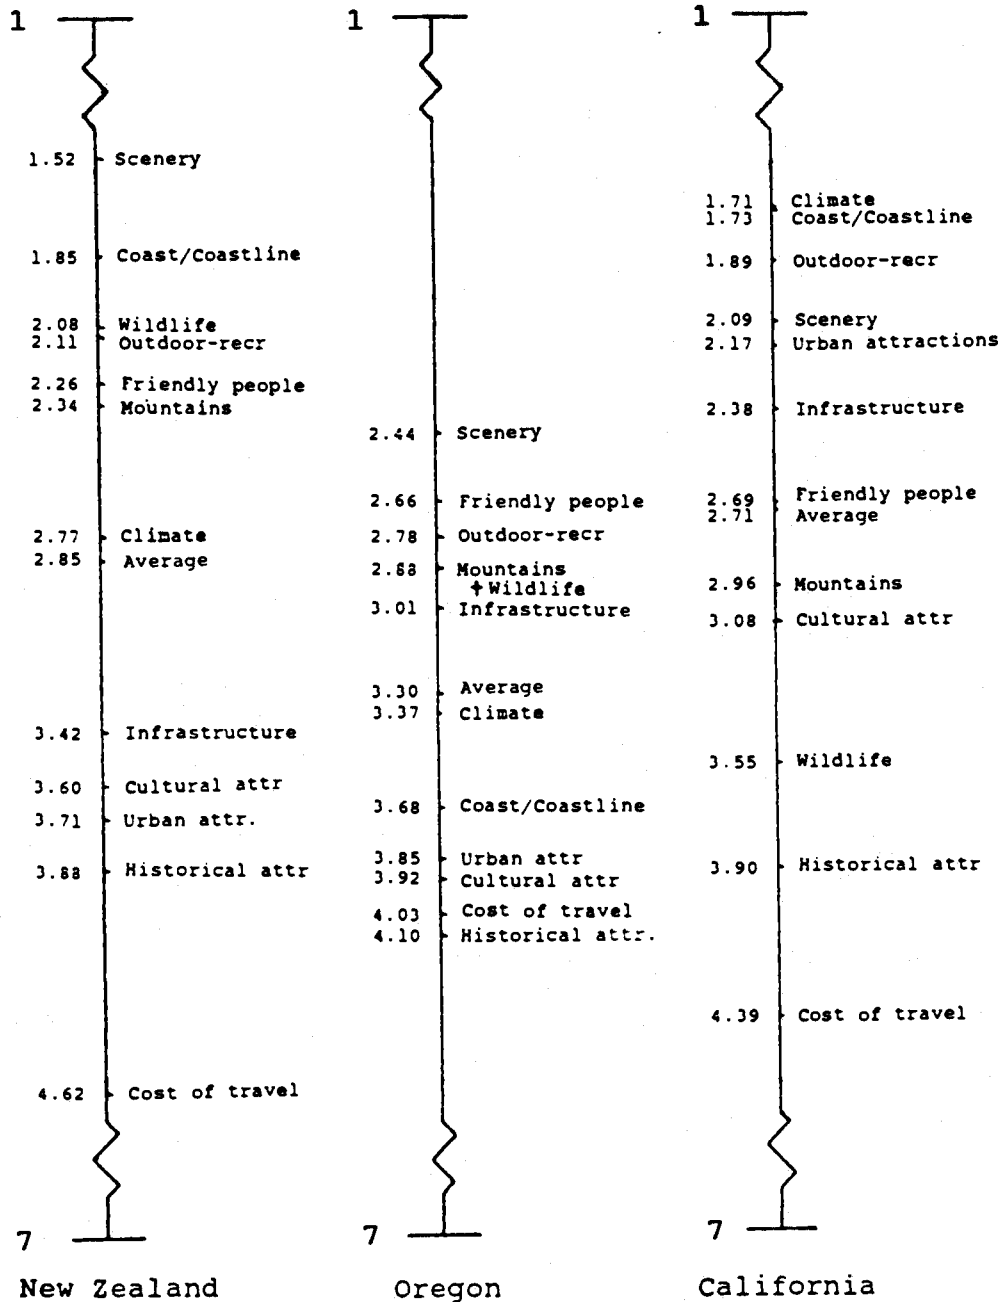 1
1.52 Scenery
1.85 Coast/Coastline
2.08 Wildlife
2.11 Outdoor-recr
2.26 Friendly people
2.34 Mountains
2.77 Climate
2.85 Average
3.42 Infrastructure
3.60 Cultural attr
3.71 Urban attr.
3.88 Historical attr
4.62 Cost of travel
7
New Zealand
1
2.44 Scenery
2.66 Friendly people
2.78 Outdoor-recr
2.88 Mountains
+Wildlife
3.01 Infrastructure
3.30 Average
3.37 Climate
3.68 Coast/Coastline
3.85 Urban attr
3.92 Cultural attr
4.03 Cost of travel
4.10 Historical attr.
7
Oregon
1
1.71 Climate
1.73 Coast/Coastline
1.89 Outdoor-recr
2.09 Scenery
2.17 Urban attractions
2.38 Infrastructure
2.69 Friendly people
2.71 Average
2.96 Mountains
3.08 Cultural attr
3.55 Wildlife
3.90 Historical attr
4.39 Cost of travel
7
California